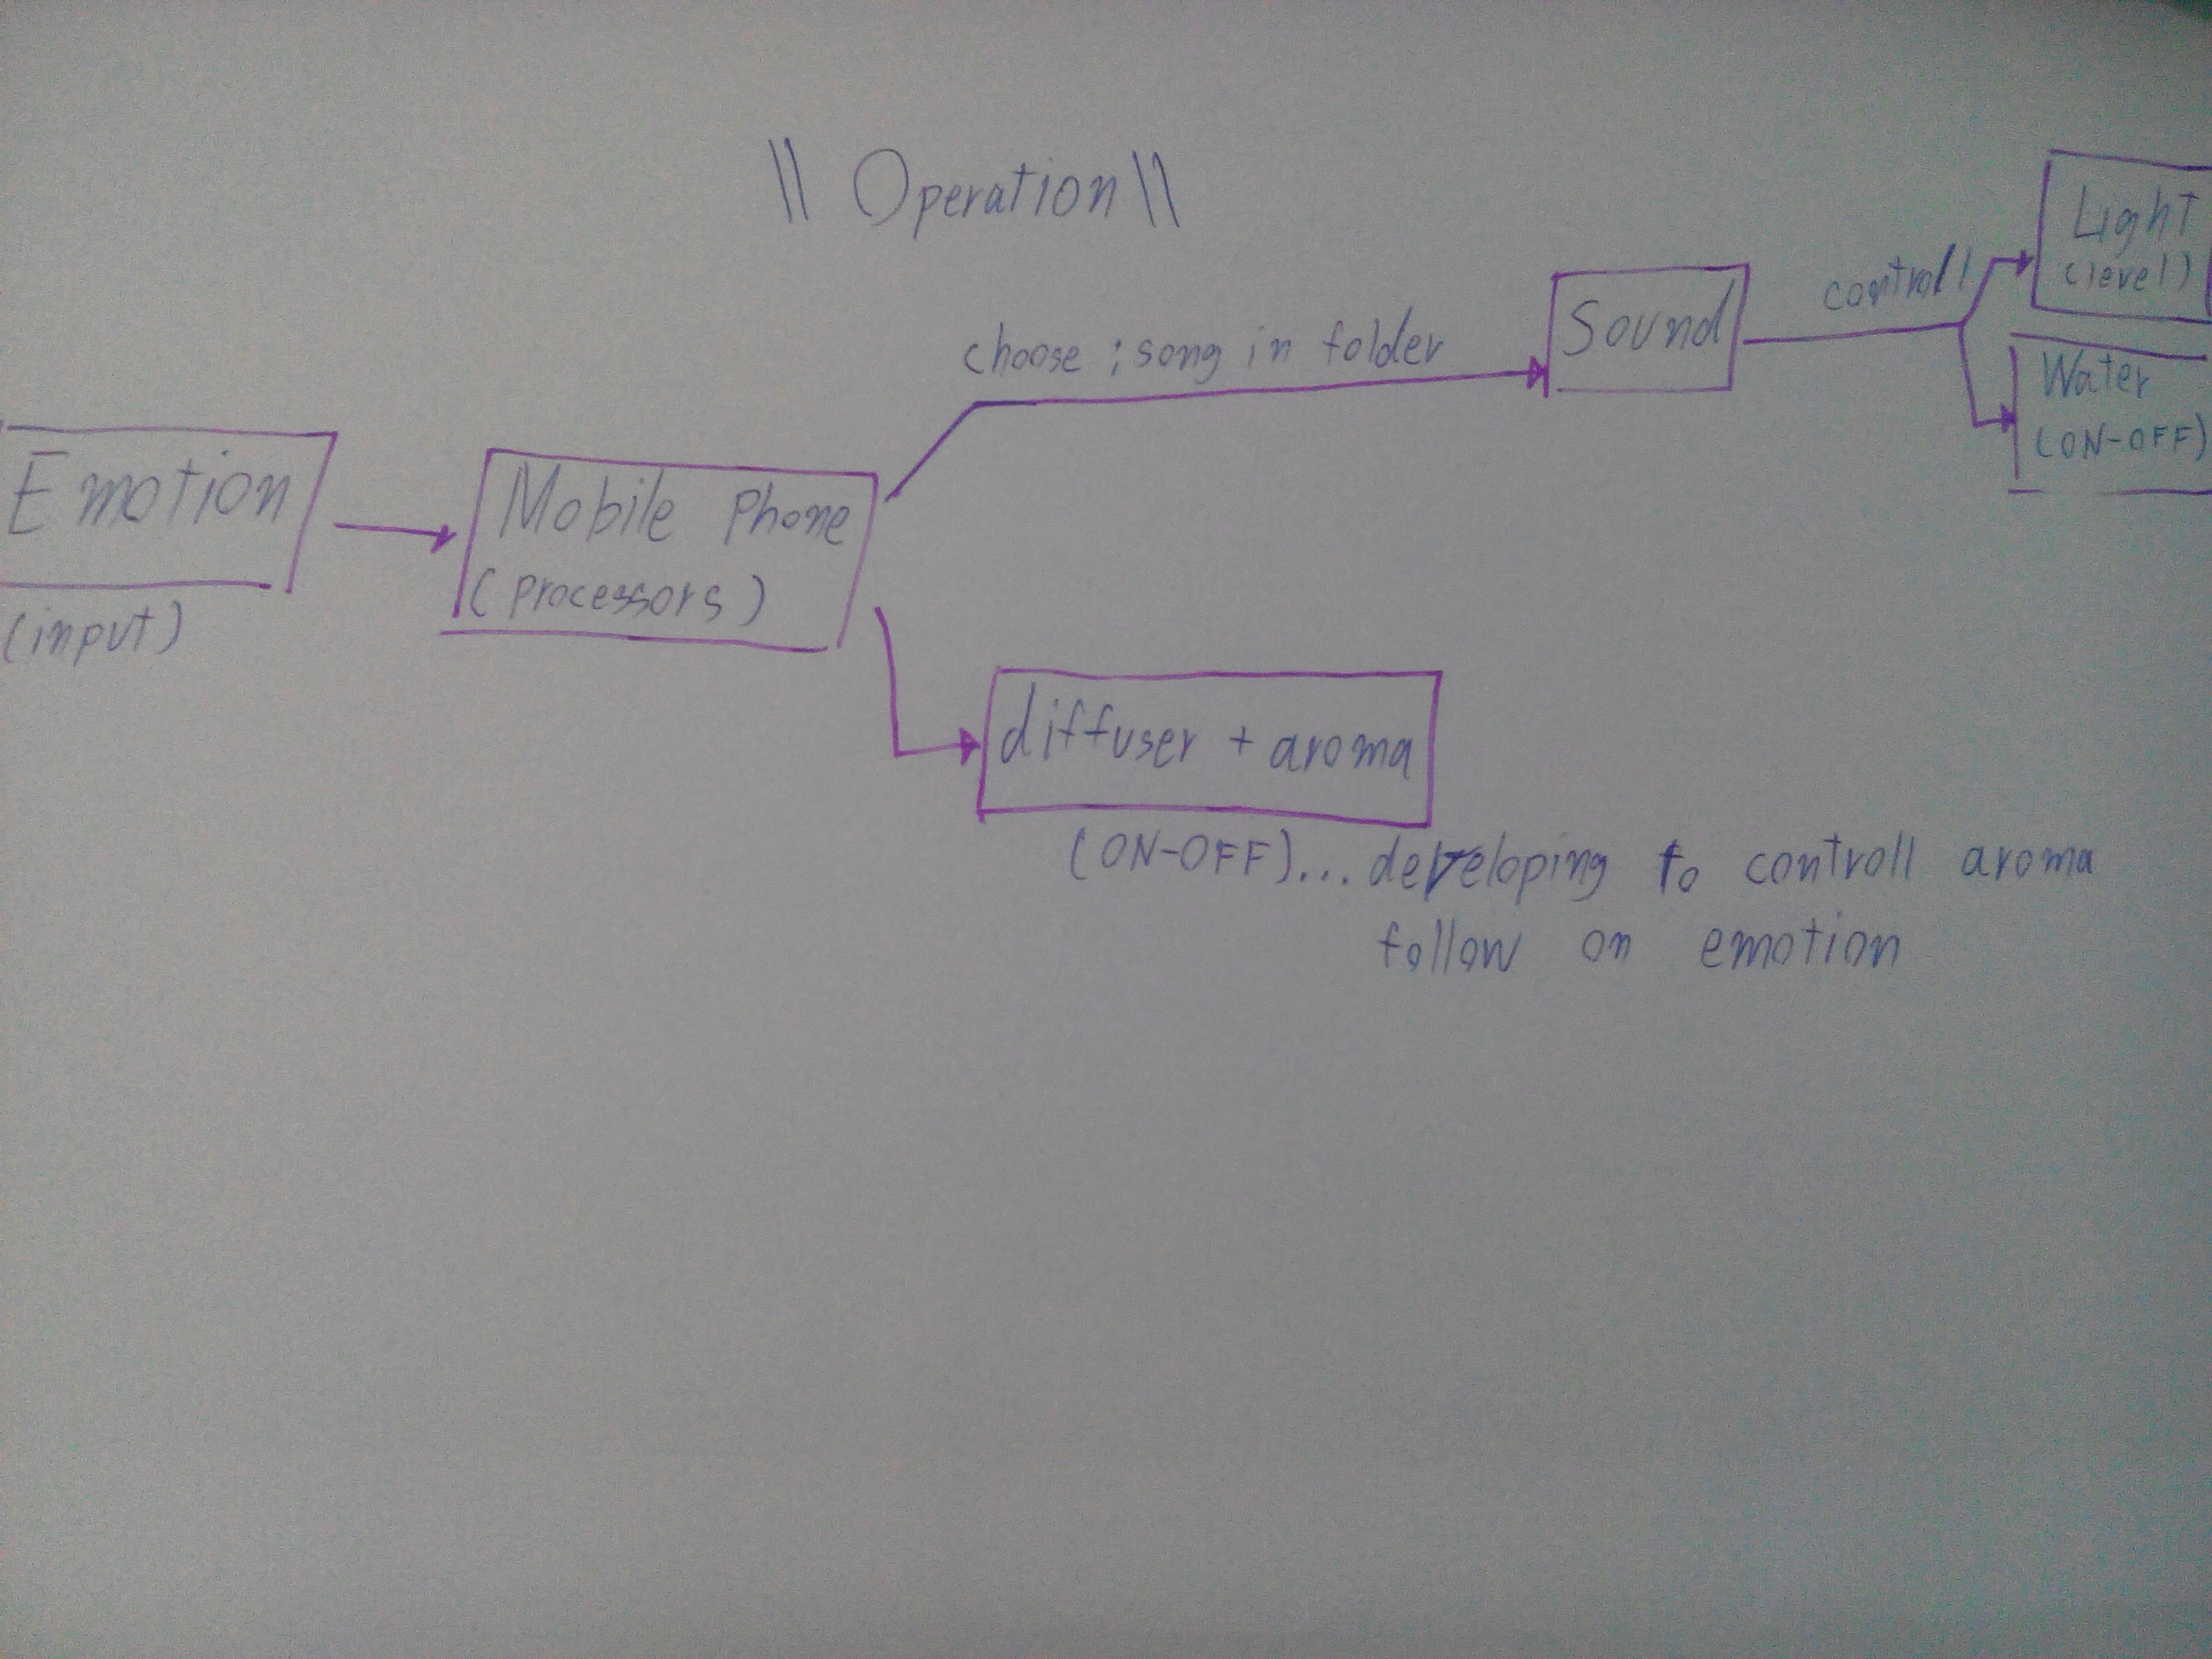 \\ Operation \\
Light
(level)
controll
Sound
choose ; song in folder
Water
(ON-OFF)
Emotion
(input)
Mobile Phone
(Processors)
diffuser + aroma
(ON-OFF)... developing to controll aroma
follow on emotion